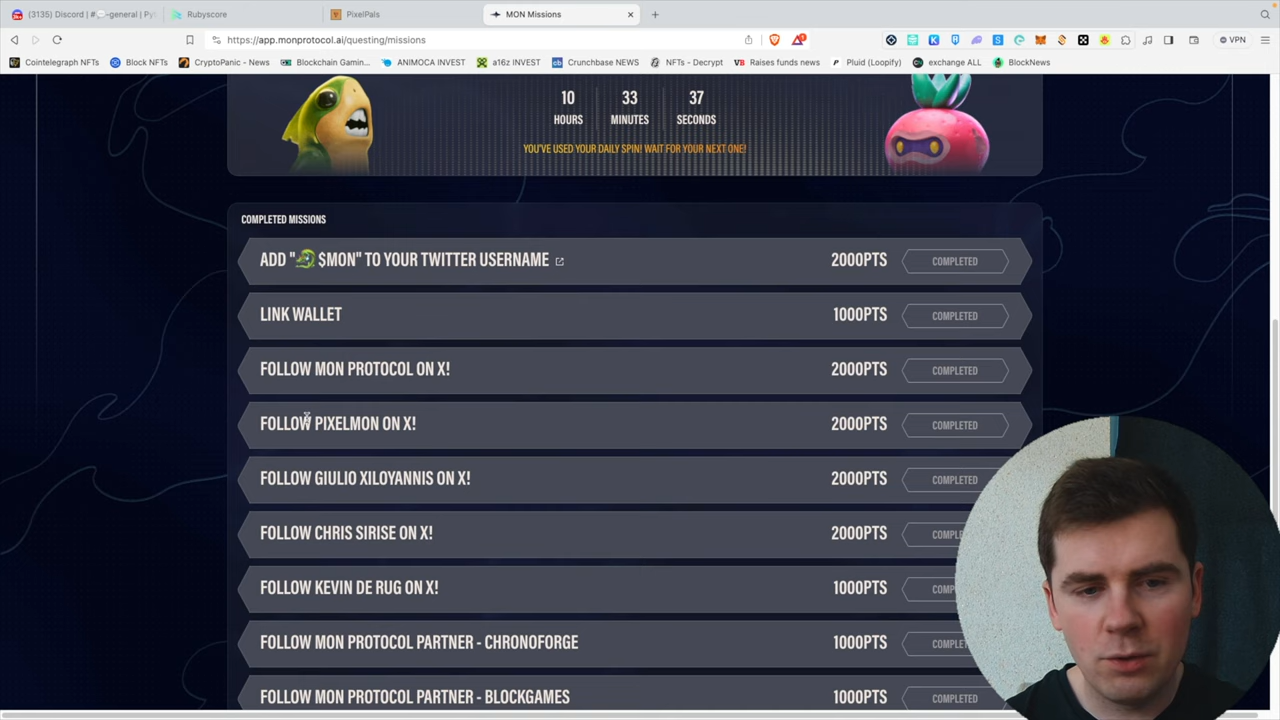 (3135) Discord | #💬-general | Py
Rubyscore
PixelPals
MON Missions
https://app.monprotocol.ai/questing/missions
VPN
Cointelegraph NFTs
Block NFTs
CryptoPanic - News
Blockchain Gamin...
ANIMOCA INVEST
a16z INVEST
Crunchbase NEWS
NFTs - Decrypt
Raises funds news
Pluid (Loopify)
exchange ALL
BlockNews
10
33
37
HOURS
MINUTES
SECONDS
YOU'VE USED YOUR DAILY SPIN! WAIT FOR YOUR NEXT ONE!
COMPLETED MISSIONS
ADD " $MON" TO YOUR TWITTER USERNAME 2000PTS COMPLETED
LINK WALLET 1000PTS COMPLETED
FOLLOW MON PROTOCOL ON X! 2000PTS COMPLETED
FOLLOW PIXELMON ON X! 2000PTS COMPLETED
FOLLOW GIULIO XILOYANNIS ON X! 2000PTS COMPLETED
FOLLOW CHRIS SIRISE ON X! 2000PTS COMPL
FOLLOW KEVIN DE RUG ON X! 1000PTS COMP
FOLLOW MON PROTOCOL PARTNER - CHRONOFORGE 1000PTS COMPL
FOLLOW MON PROTOCOL PARTNER - BLOCKGAMES 1000PTS COMPLE